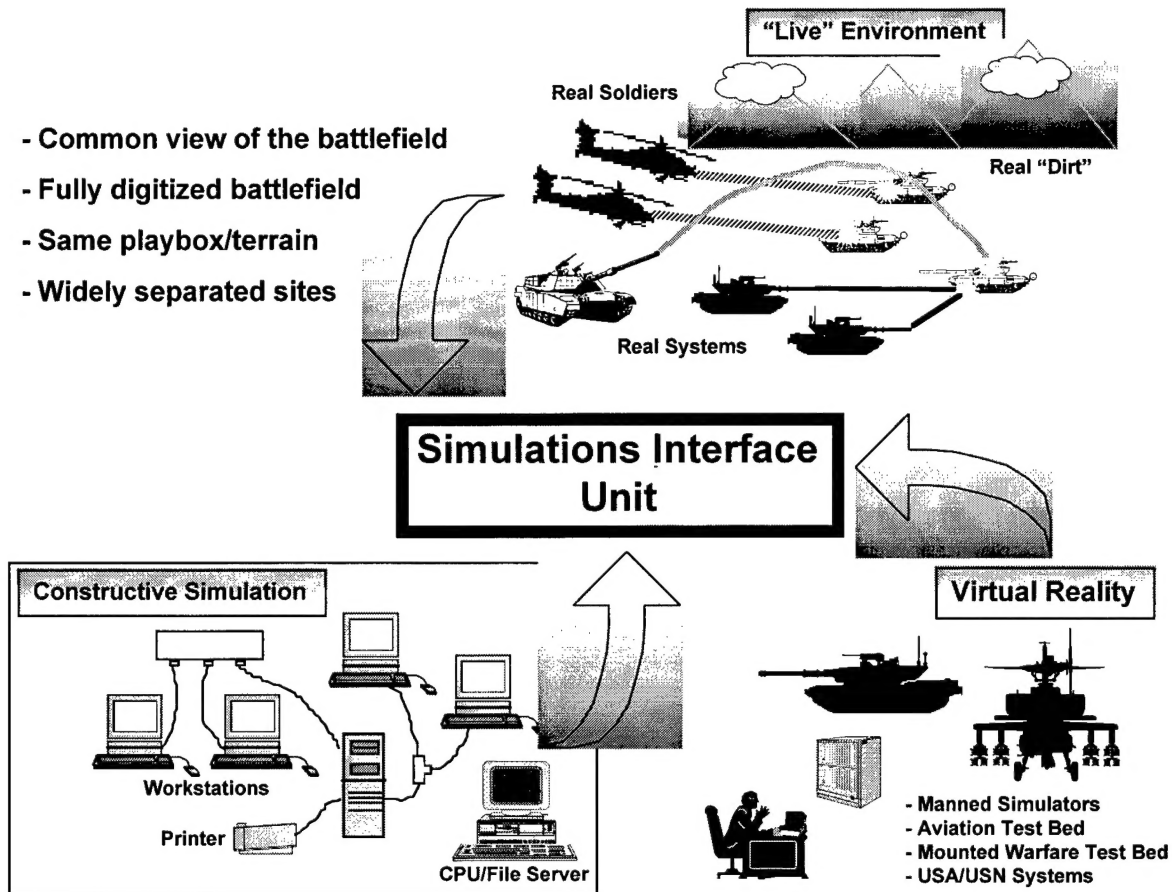 "Live" Environment
Real Soldiers
Real "Dirt"
- Common view of the battlefield
- Fully digitized battlefield
- Same playbox/terrain
- Widely separated sites
Real Systems
Simulations Interface
Unit
Constructive Simulation
Workstations
Printer
CPU/File Server
Virtual Reality
- Manned Simulators
- Aviation Test Bed
- Mounted Warfare Test Bed
- USA/USN Systems